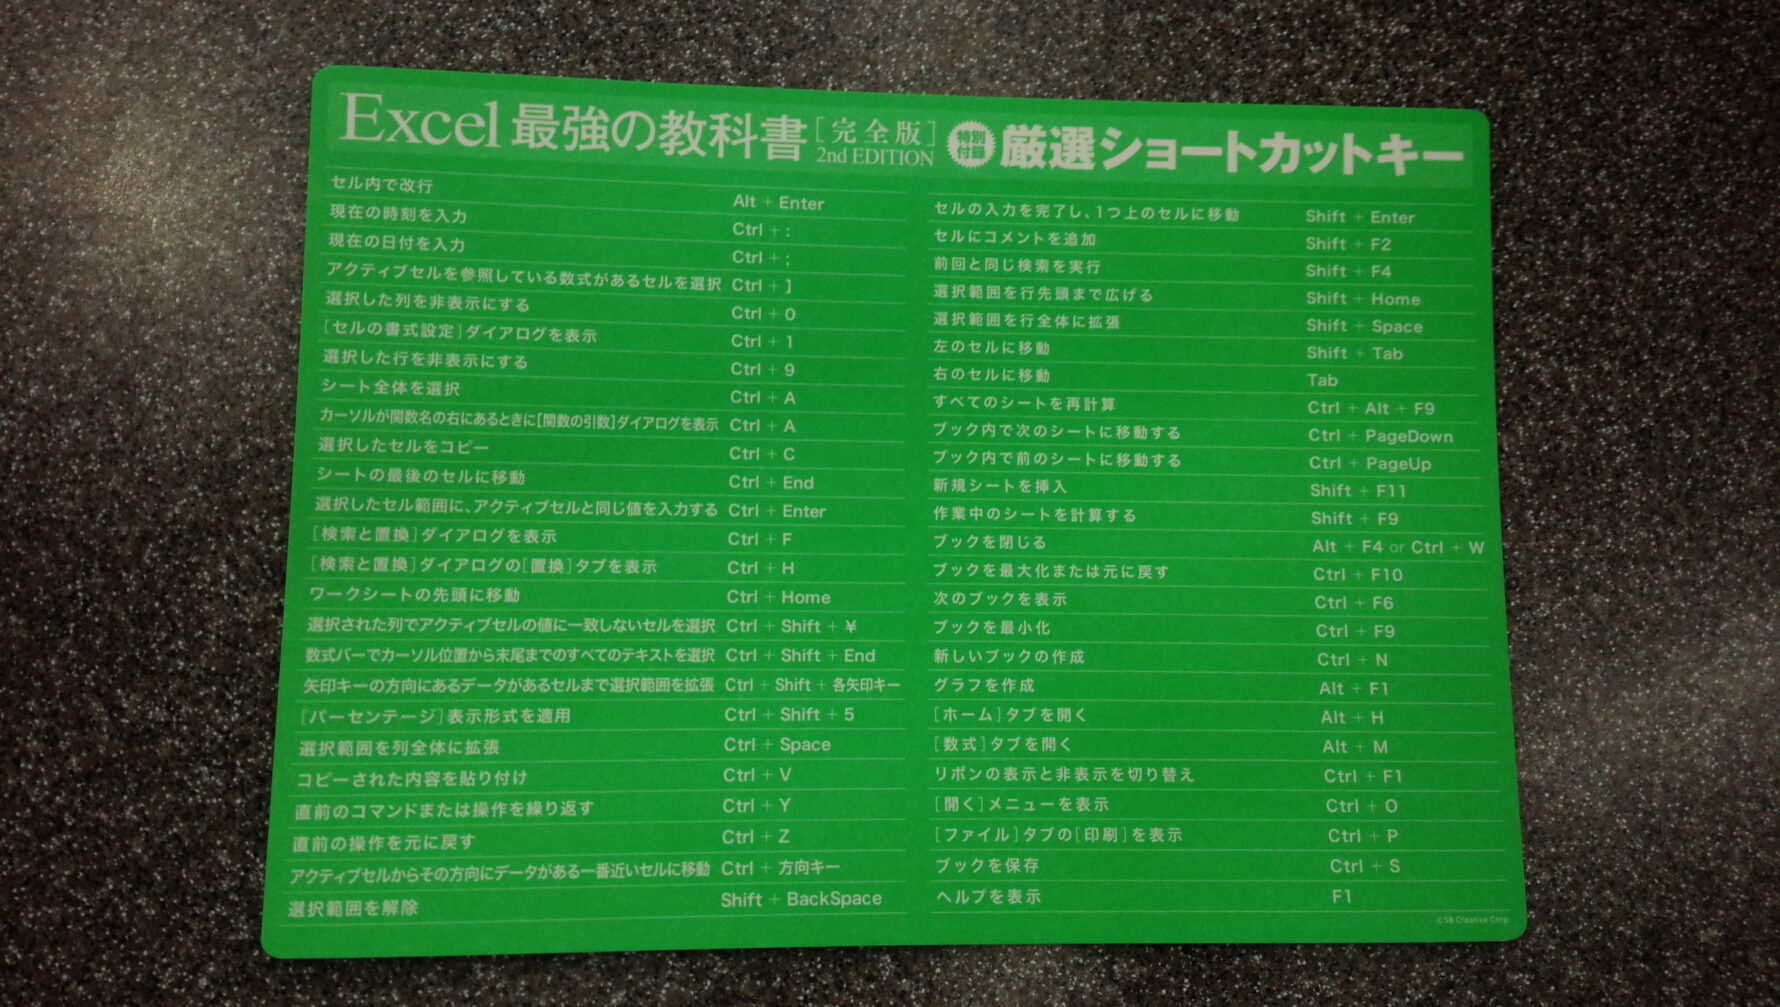 Excel 最強の教科書 [完全版] 2nd EDITION 特別付録 厳選ショートカットキー
セル内で改行 Alt + Enter
現在の時刻を入力 Ctrl + :
現在の日付を入力 Ctrl + ;
アクティブセルを参照している数式があるセルを選択 Ctrl + ]
選択した列を非表示にする Ctrl + 0
[セルの書式設定]ダイアログを表示 Ctrl + 1
選択した行を非表示にする Ctrl + 9
シート全体を選択 Ctrl + A
カーソルが関数名の右にあるときに[関数の引数]ダイアログを表示 Ctrl + A
選択したセルをコピー Ctrl + C
シートの最後のセルに移動 Ctrl + End
選択したセル範囲に、アクティブセルと同じ値を入力する Ctrl + Enter
[検索と置換]ダイアログを表示 Ctrl + F
[検索と置換]ダイアログの[置換]タブを表示 Ctrl + H
ワークシートの先頭に移動 Ctrl + Home
選択された列でアクティブセルの値に一致しないセルを選択 Ctrl + Shift + ¥
数式バーでカーソル位置から末尾までのすべてのテキストを選択 Ctrl + Shift + End
矢印キーの方向にあるデータがあるセルまで選択範囲を拡張 Ctrl + Shift + 各矢印キー
[パーセンテージ]表示形式を適用 Ctrl + Shift + 5
選択範囲を列全体に拡張 Ctrl + Space
コピーされた内容を貼り付け Ctrl + V
直前のコマンドまたは操作を繰り返す Ctrl + Y
直前の操作を元に戻す Ctrl + Z
アクティブセルからその方向にデータがある一番近いセルに移動 Ctrl + 方向キー
選択範囲を解除 Shift + BackSpace
セルの入力を完了し、1つ上のセルに移動 Shift + Enter
セルにコメントを追加 Shift + F2
前回と同じ検索を実行 Shift + F4
選択範囲を行先頭まで広げる Shift + Home
選択範囲を行全体に拡張 Shift + Space
左のセルに移動 Shift + Tab
右のセルに移動 Tab
すべてのシートを再計算 Ctrl + Alt + F9
ブック内で次のシートに移動する Ctrl + PageDown
ブック内で前のシートに移動する Ctrl + PageUp
新規シートを挿入 Shift + F11
作業中のシートを計算する Shift + F9
ブックを閉じる Alt + F4 or Ctrl + W
ブックを最大化または元に戻す Ctrl + F10
次のブックを表示 Ctrl + F6
ブックを最小化 Ctrl + F9
新しいブックの作成 Ctrl + N
グラフを作成 Alt + F1
[ホーム]タブを開く Alt + H
[数式]タブを開く Alt + M
リボンの表示と非表示を切り替え Ctrl + F1
[開く]メニューを表示 Ctrl + O
[ファイル]タブの[印刷]を表示 Ctrl + P
ブックを保存 Ctrl + S
ヘルプを表示 F1
© SB Creative Corp.